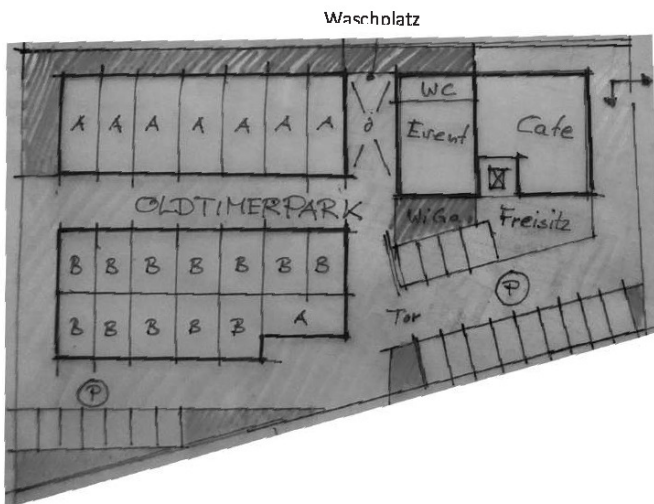 Waschplatz
WC
A A A A A A A
Event
Cafe
OLDTIMERPARK
WiGa
Freisitz
B B B B B B B
P
B B B B B A
Tor
P